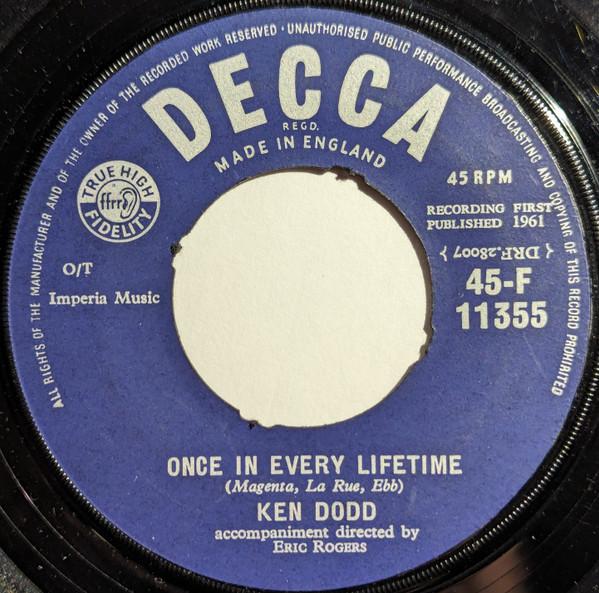 ALL RIGHTS OF THE MANUFACTURER AND OF THE OWNER OF THE RECORDED WORK RESERVED · UNAUTHORISED PUBLIC PERFORMANCE BROADCASTING AND COPYING OF THIS RECORD PROHIBITED
DECCA
REGD.
MADE IN ENGLAND
TRUE HIGH
ffrr
FIDELITY
45 RPM
RECORDING FIRST
PUBLISHED 1961
{ DRF.28007 }
45-F
11355
O/T
Imperia Music
ONCE IN EVERY LIFETIME
(Magenta, La Rue, Ebb)
KEN DODD
accompaniment directed by
ERIC ROGERS